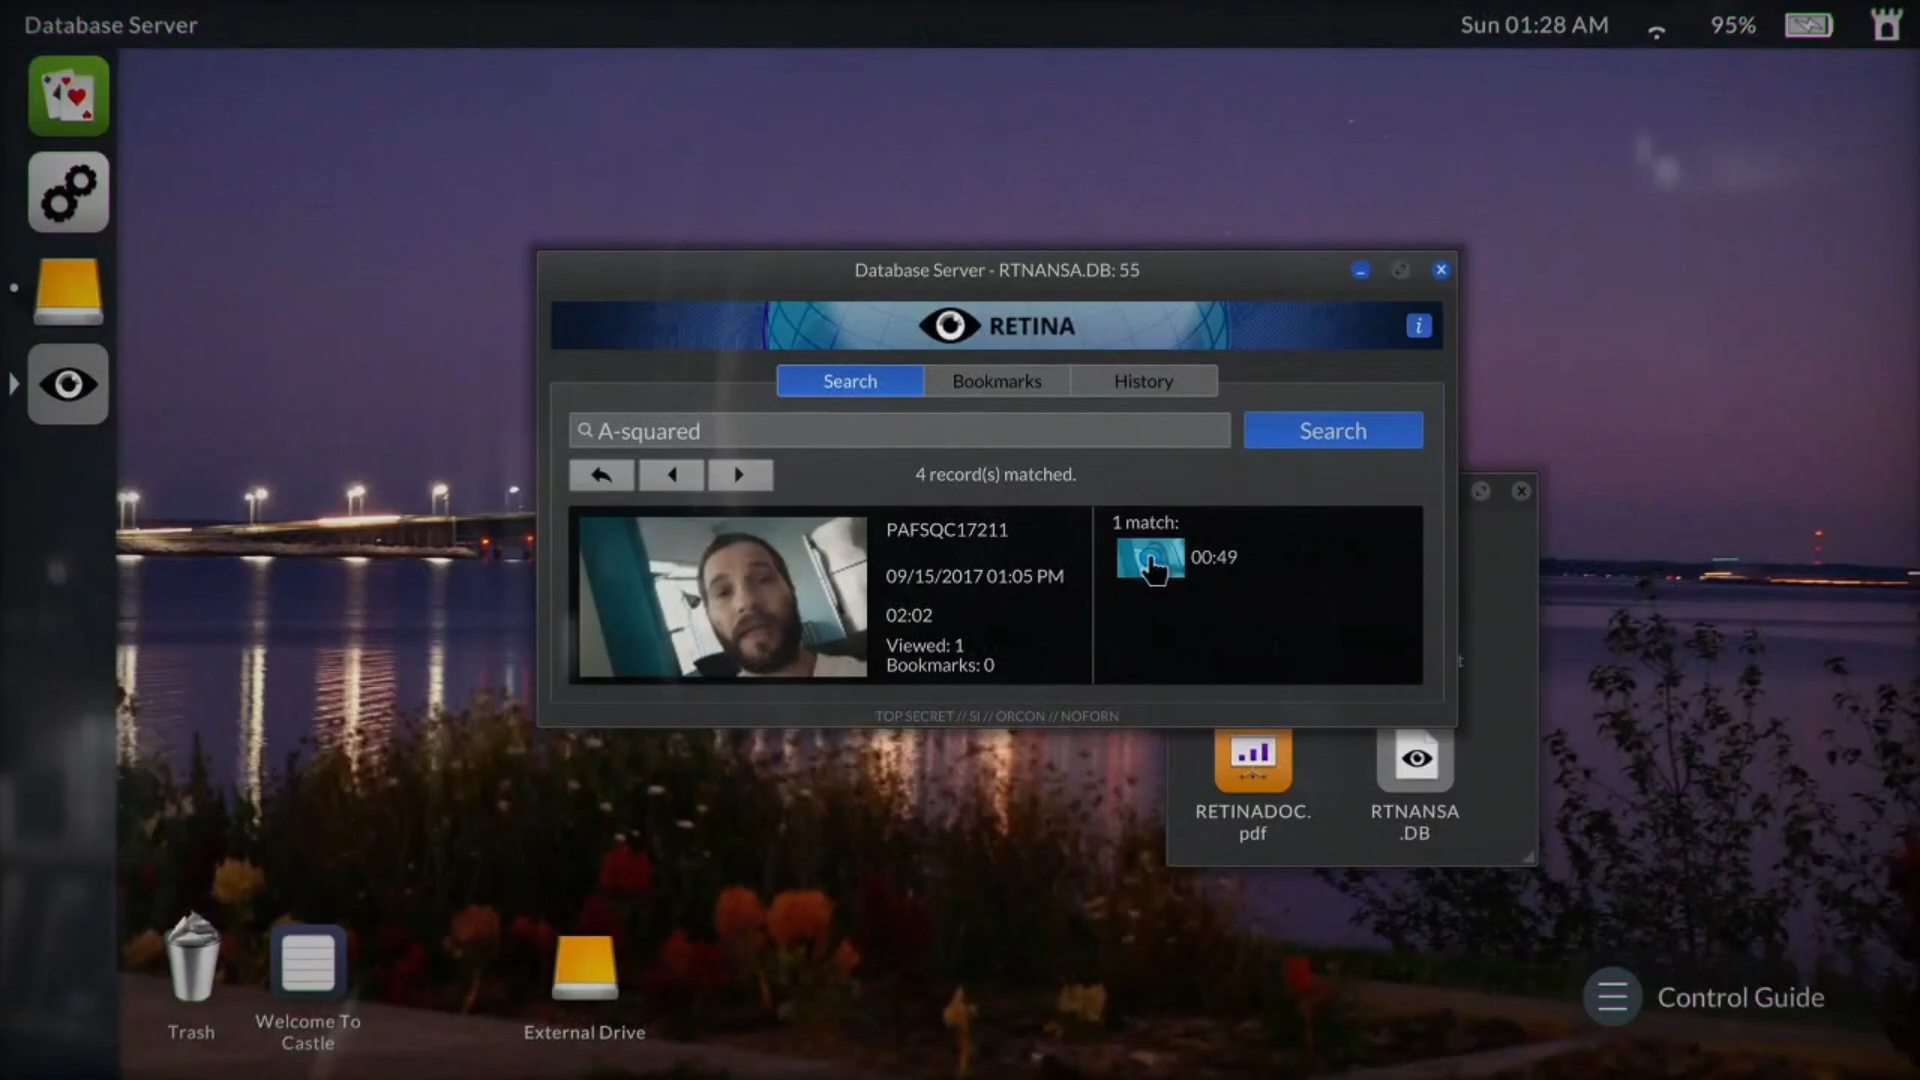 Database Server
Sun 01:28 AM
95%
Database Server - RTNANSA.DB: 55
RETINA
i
Search
Bookmarks
History
A-squared
Search
4 record(s) matched.
PAFSQC17211
09/15/2017 01:05 PM
02:02
Viewed: 1
Bookmarks: 0
1 match:
00:49
TOP SECRET // SI // ORCON // NOFORN
RETINADOC.
pdf
RTNANSA
.DB
Trash
Welcome To
Castle
External Drive
Control Guide